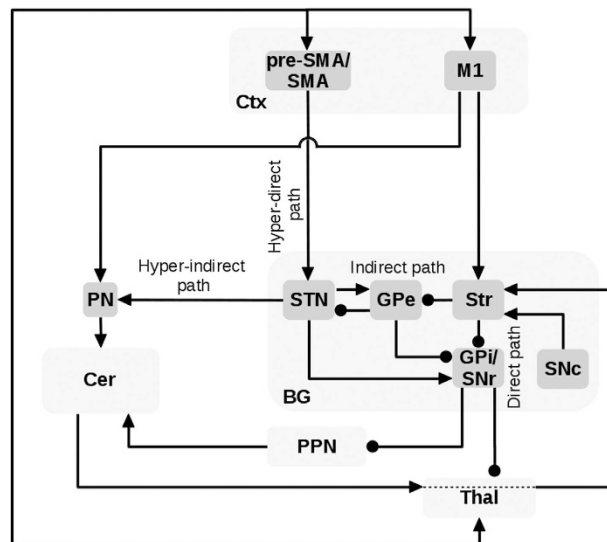 pre-SMA/
SMA
M1
Ctx
Hyper-direct
path
Hyper-indirect
path
Indirect path
PN
STN
GPe
Str
Cer
GPi/
SNr
Direct path
SNc
BG
PPN
Thal